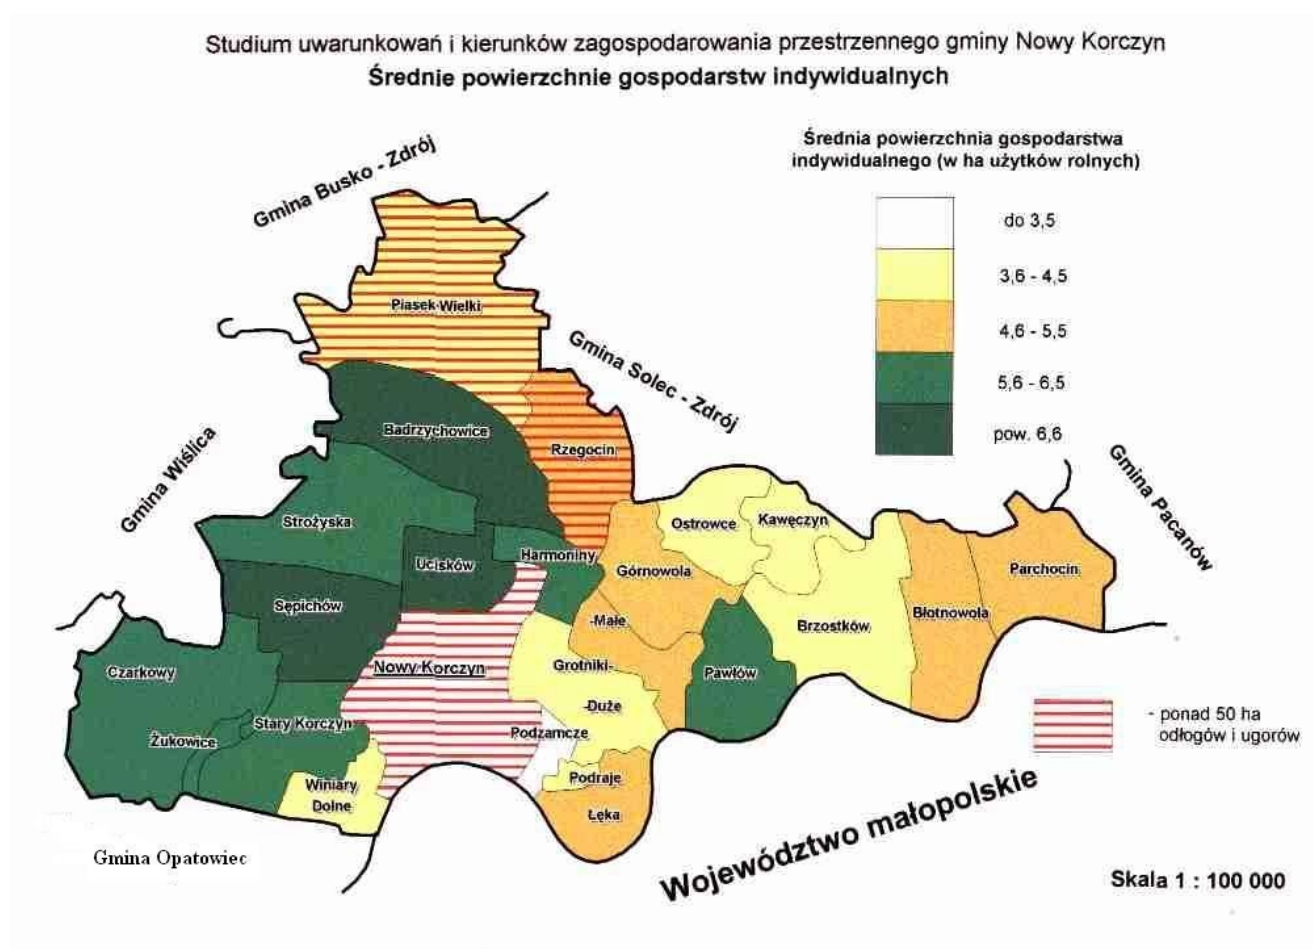 Studium uwarunkowań i kierunków zagospodarowania przestrzennego gminy Nowy Korczyn
Średnie powierzchnie gospodarstw indywidualnych
Średnia powierzchnia gospodarstwa
indywidualnego (w ha użytków rolnych)
do 3,5
3,6 - 4,5
4,6 - 5,5
5,6 - 6,5
pow. 6,6
Gmina Busko - Zdrój
Gmina Solec - Zdrój
Gmina Wiślica
Gmina Pacanów
Piasek Wielki
Badrzychowice
Rzegocin
Strożyska
Ostrowce
Kawęczyn
Harmoniny
Ucisków
Górnowola
Parchocin
Sępichów
-Małe
Błotnowola
Brzostków
Czarkowy
Nowy Korczyn
Grotniki-
Pawłów
-Duże
Stary Korczyn
Żukowice
Podzamcze
Winiary
Dolne
Podraje
Łęka
- ponad 50 ha
odłogów i ugorów
Województwo małopolskie
Gmina Opatowiec
Skala 1 : 100 000